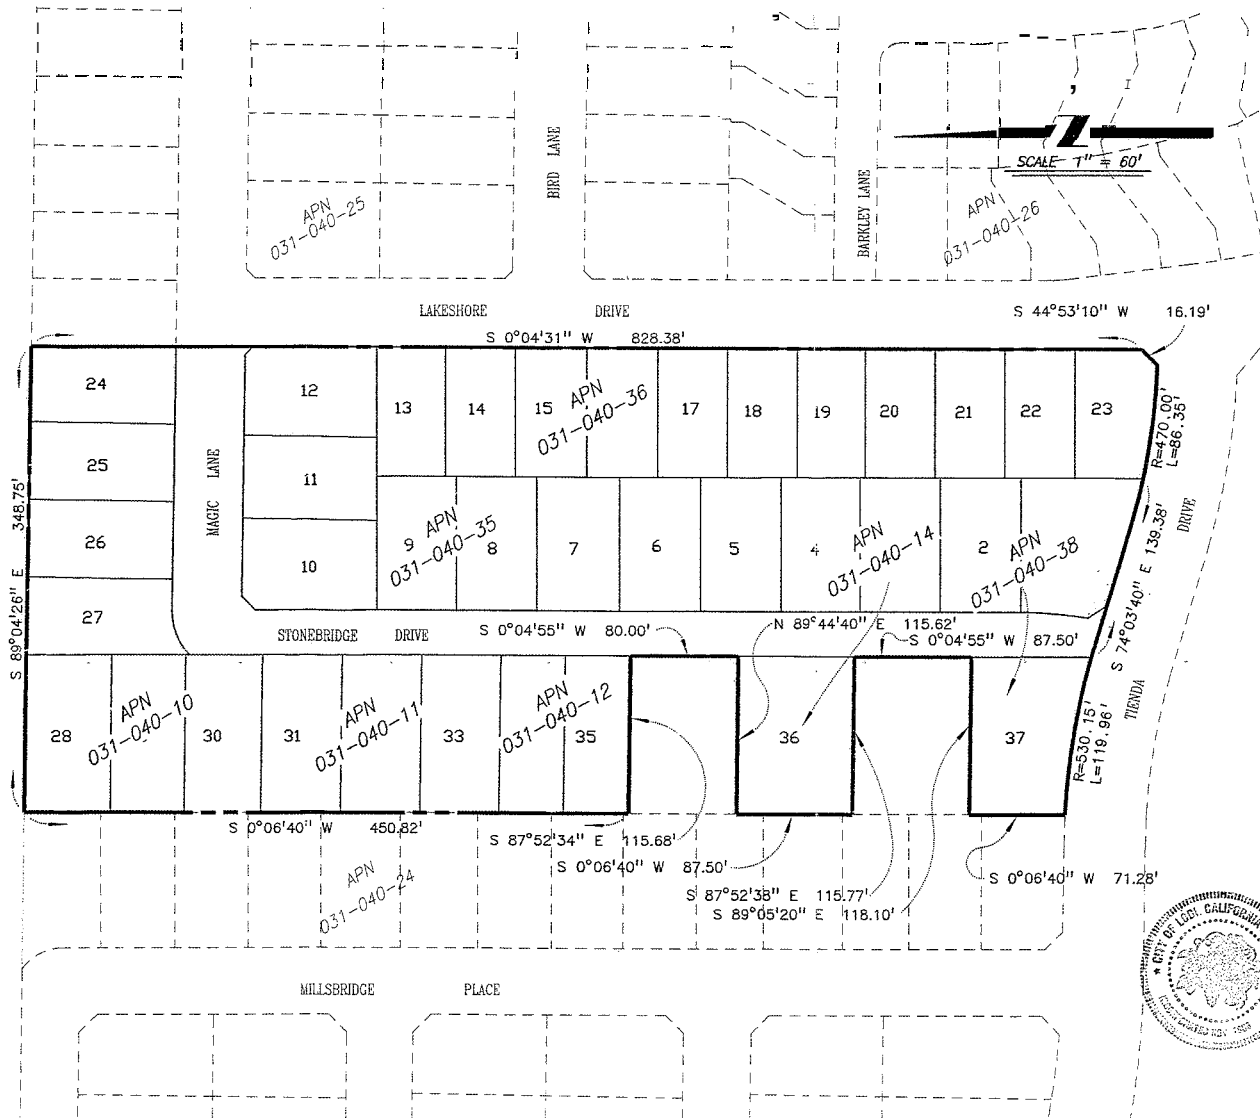 BIRD LANE
BARKLEY LANE
SCALE 1" = 60'
APN
031-040-25
APN
031-040-26
LAKESHORE DRIVE
S 0°04'31" W 828.38'
S 44°53'10" W 16.19'
24
25
26
27
MAGIC LANE
12
11
10
13
14
15
APN
031-040-36
17
18
19
20
21
22
23
R=470.00'
L=86.35'
S 89°04'26" E 348.75'
9
APN
031-040-35
8
7
6
5
4
APN
031-040-14
2
APN
031-040-38
S 74°03'40" E 139.38'
TIENDA DRIVE
STONEBRIDGE DRIVE
S 0°04'55" W 80.00'
N 89°44'40" E 115.62'
S 0°04'55" W 87.50'
28
APN
031-040-10
30
31
APN
031-040-11
33
APN
031-040-12
35
36
37
R=530.15'
L=119.96'
S 0°06'40" W 450.82'
S 87°52'34" E 115.68'
S 0°06'40" W 87.50'
S 87°52'38" E 115.77'
S 89°05'20" E 118.10'
S 0°06'40" W 71.28'
APN
031-040-24
MILLSBRIDGE PLACE
CITY OF LODI, CALIFORNIA